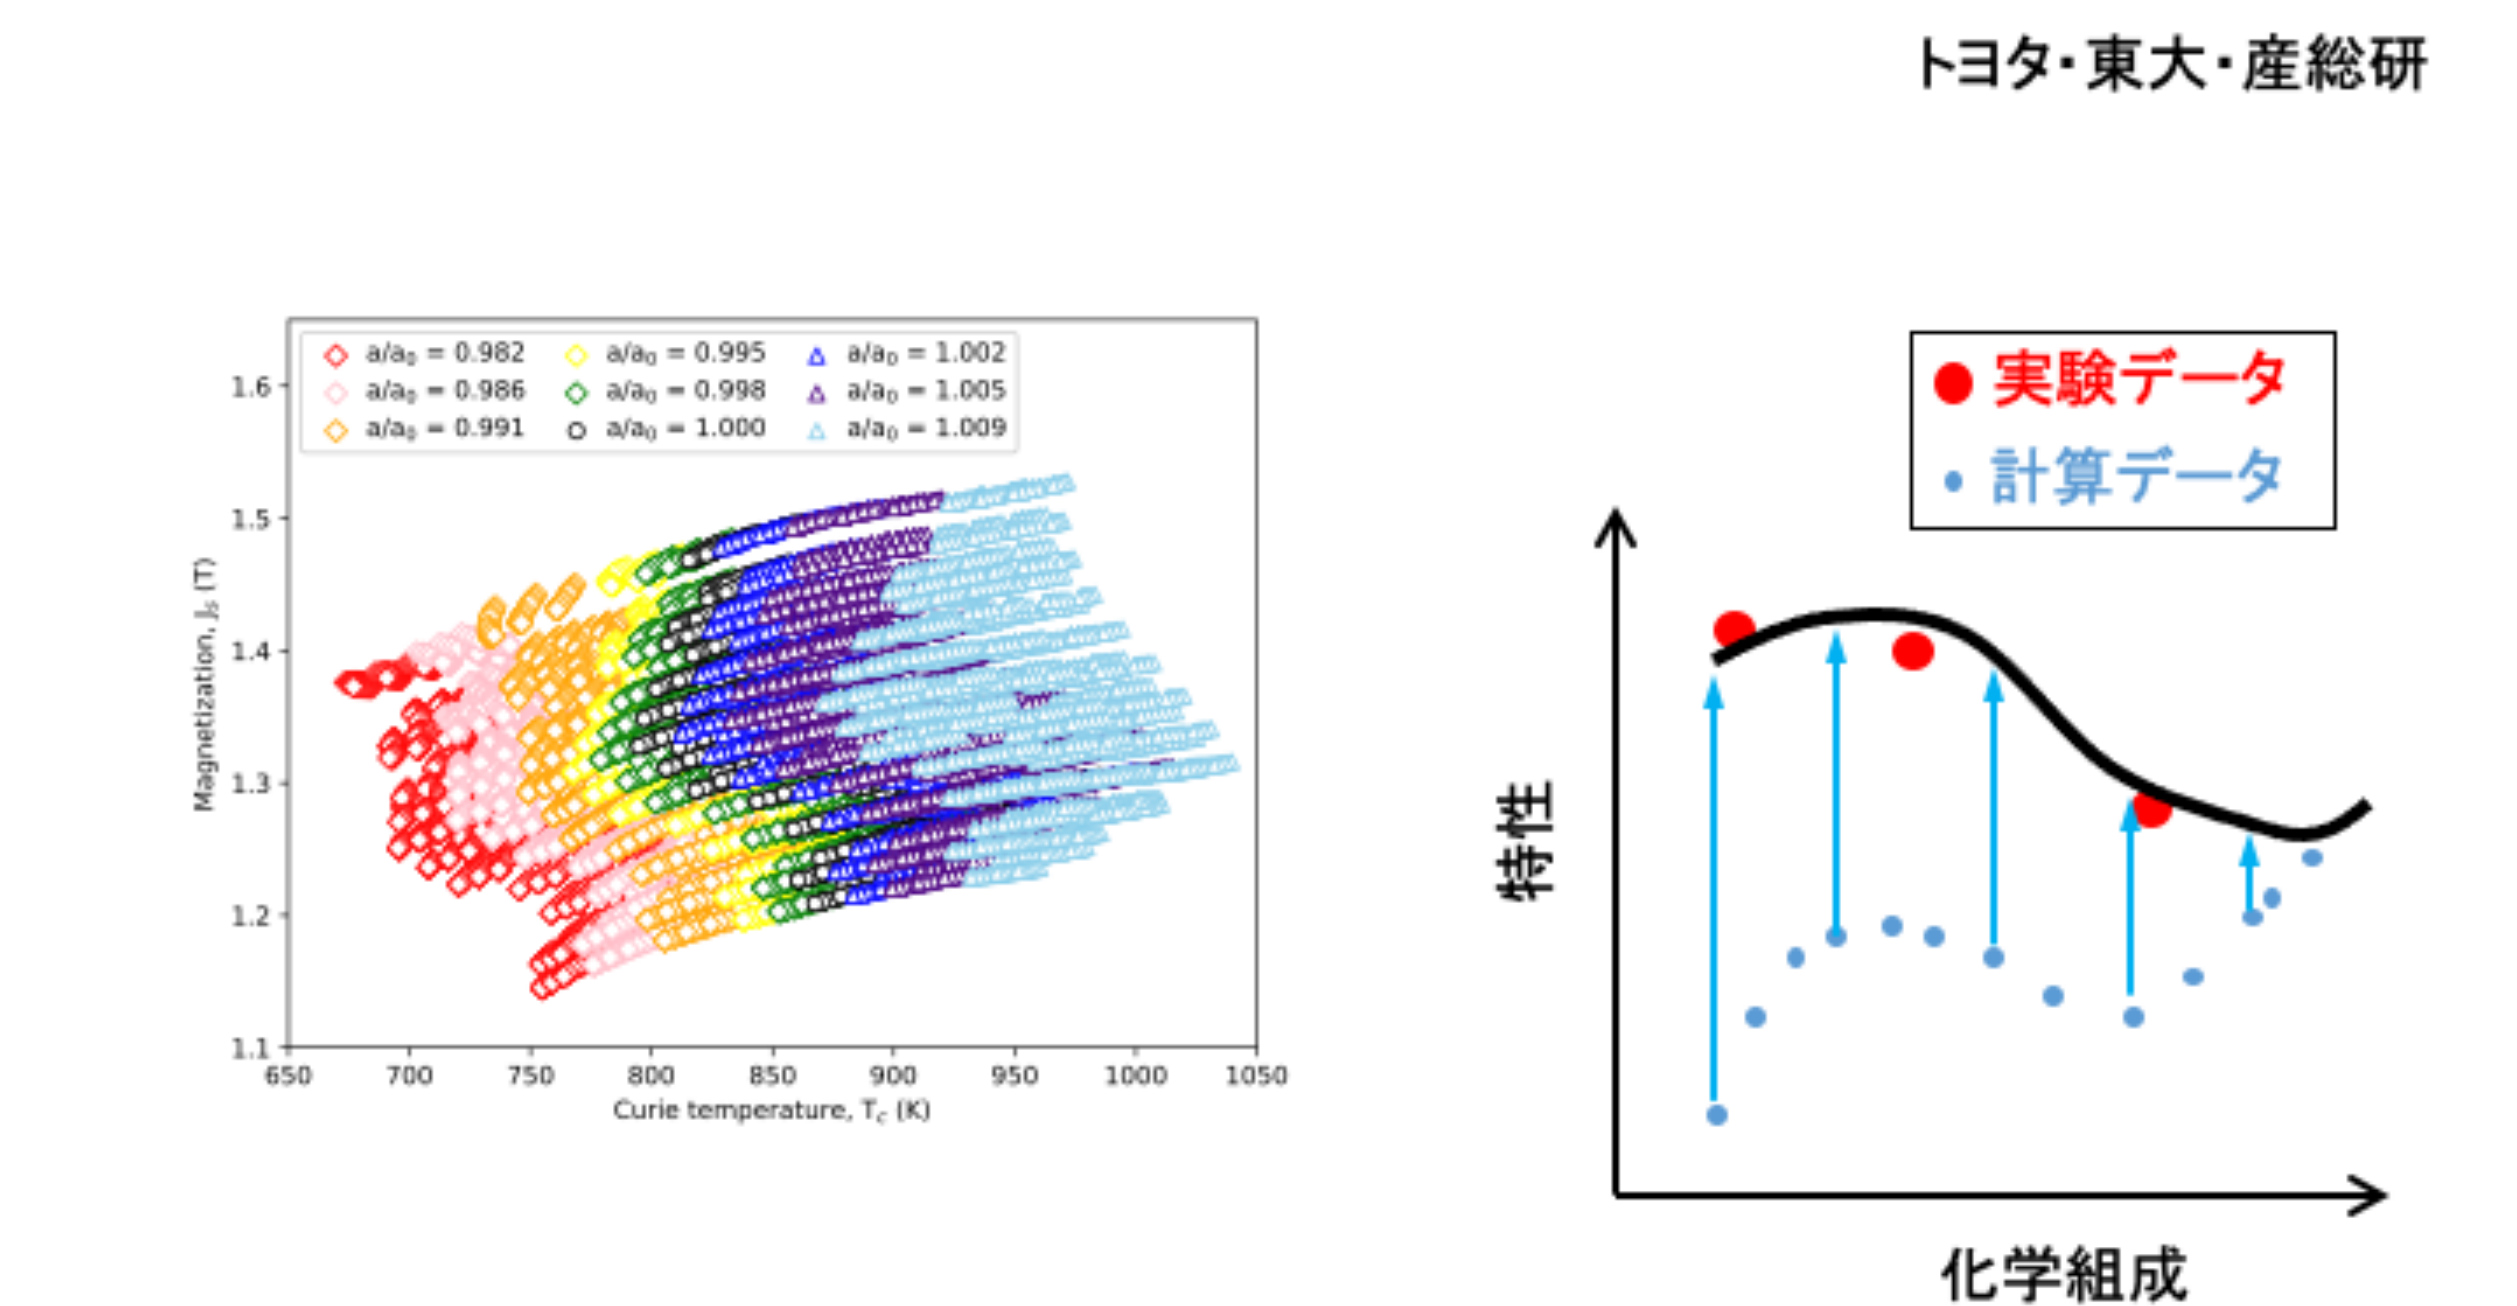 トヨタ・東大・産総研
a/a₀ = 0.982
a/a₀ = 0.986
a/a₀ = 0.991
a/a₀ = 0.995
a/a₀ = 0.998
a/a₀ = 1.000
a/a₀ = 1.002
a/a₀ = 1.005
a/a₀ = 1.009
Magnetization, Jₛ (T)
1.6
1.5
1.4
1.3
1.2
1.1
650 700 750 800 850 900 950 1000 1050
Curie temperature, T_c (K)
実験データ
計算データ
特性
化学組成